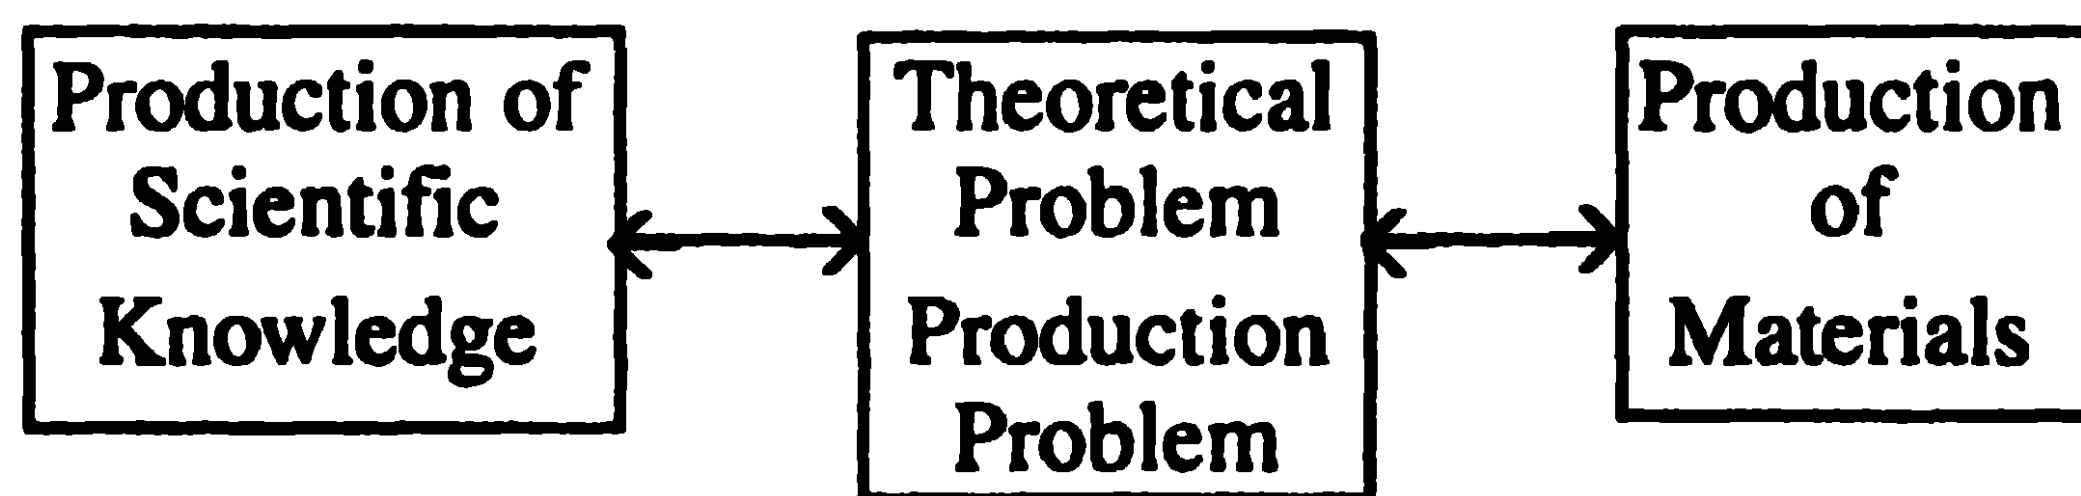 Production of
Scientific
Knowledge
Theoretical
Problem
Production
Problem
Production
of
Materials